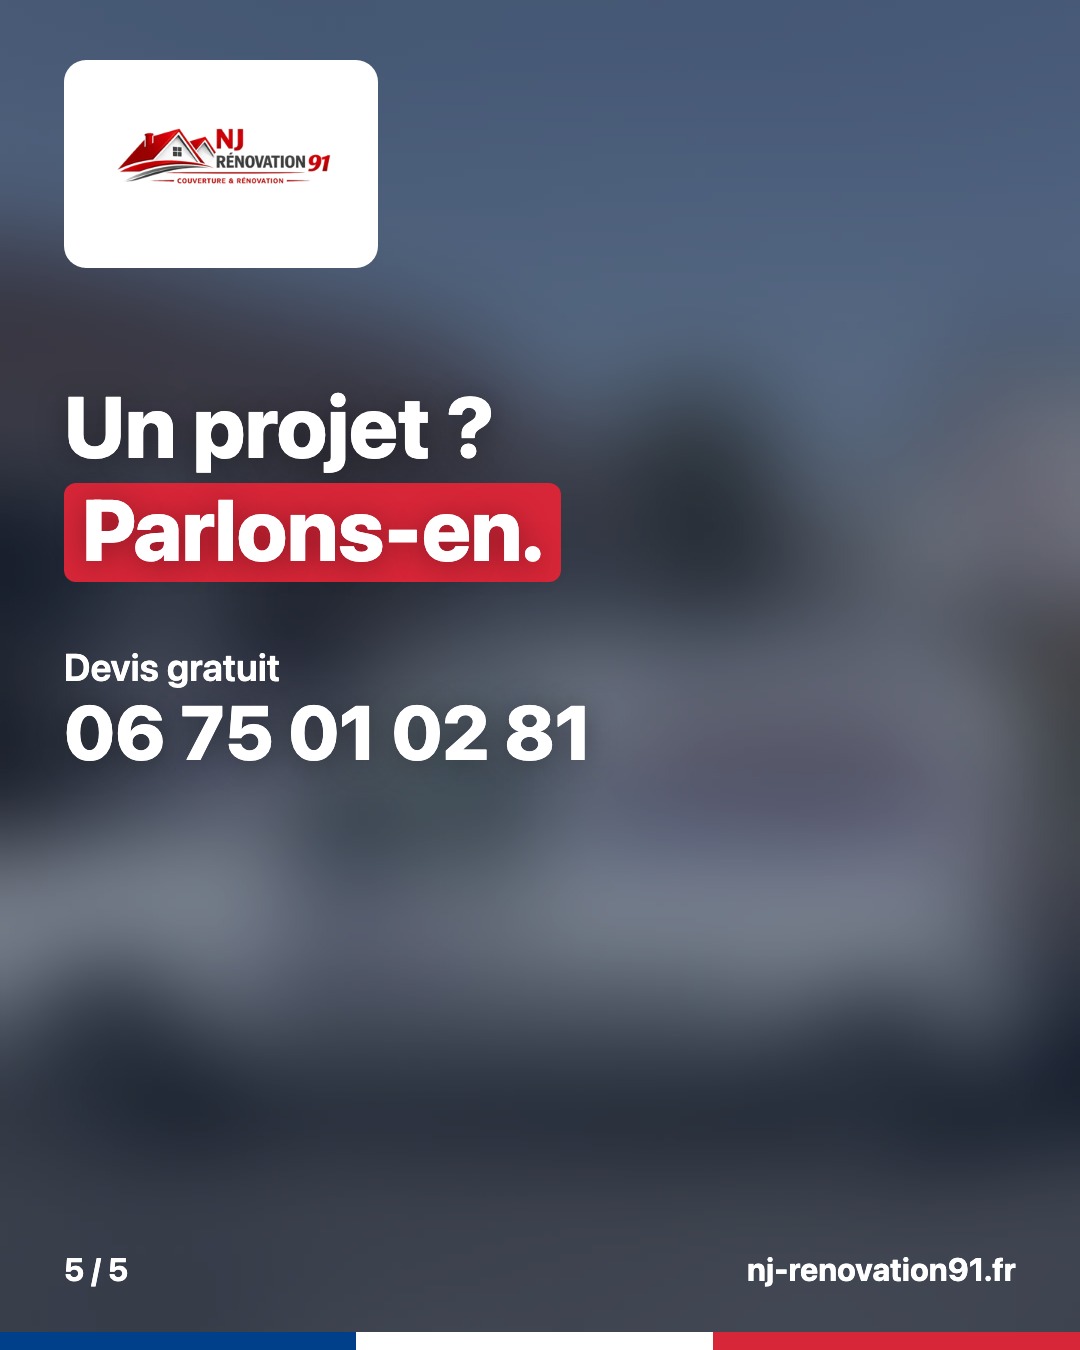 NJ
RÉNOVATION 91
COUVERTURE & RÉNOVATION
Un projet ?
Parlons-en.
Devis gratuit
06 75 01 02 81
5 / 5
nj-renovation91.fr